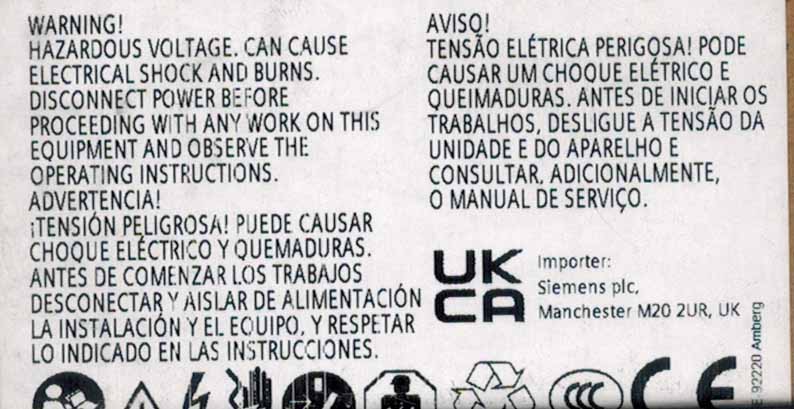 WARNING!
HAZARDOUS VOLTAGE. CAN CAUSE
ELECTRICAL SHOCK AND BURNS.
DISCONNECT POWER BEFORE
PROCEEDING WITH ANY WORK ON THIS
EQUIPMENT AND OBSERVE THE
OPERATING INSTRUCTIONS.
ADVERTENCIA!
¡TENSIÓN PELIGROSA! PUEDE CAUSAR
CHOQUE ELÉCTRICO Y QUEMADURAS.
ANTES DE COMENZAR LOS TRABAJOS
DESCONECTAR Y AISLAR DE ALIMENTACIÓN
LA INSTALACIÓN Y EL EQUIPO, Y RESPETAR
LO INDICADO EN LAS INSTRUCCIONES.
AVISO!
TENSÃO ELÉTRICA PERIGOSA! PODE
CAUSAR UM CHOQUE ELÉTRICO E
QUEIMADURAS. ANTES DE INICIAR OS
TRABALHOS, DESLIGUE A TENSÃO DA
UNIDADE E DO APARELHO E
CONSULTAR, ADICIONALMENTE,
O MANUAL DE SERVIÇO.
UK
CA
Importer:
Siemens plc,
Manchester M20 2UR, UK
92220 Amberg
CCC
CE